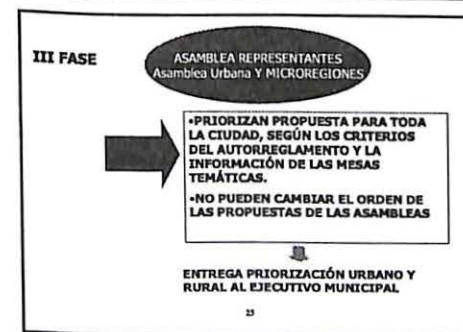 III FASE
ASAMBLEA REPRESENTANTES
Asamblea Urbana Y MICROREGIONES
•PRIORIZAN PROPUESTA PARA TODA
LA CIUDAD, SEGÚN LOS CRITERIOS
DEL AUTORREGLAMENTO Y LA
INFORMACIÓN DE LAS MESAS
TEMÁTICAS.
•NO PUEDEN CAMBIAR EL ORDEN DE
LAS PROPUESTAS DE LAS ASAMBLEAS
ENTREGA PRIORIZACIÓN URBANO Y
RURAL AL EJECUTIVO MUNICIPAL